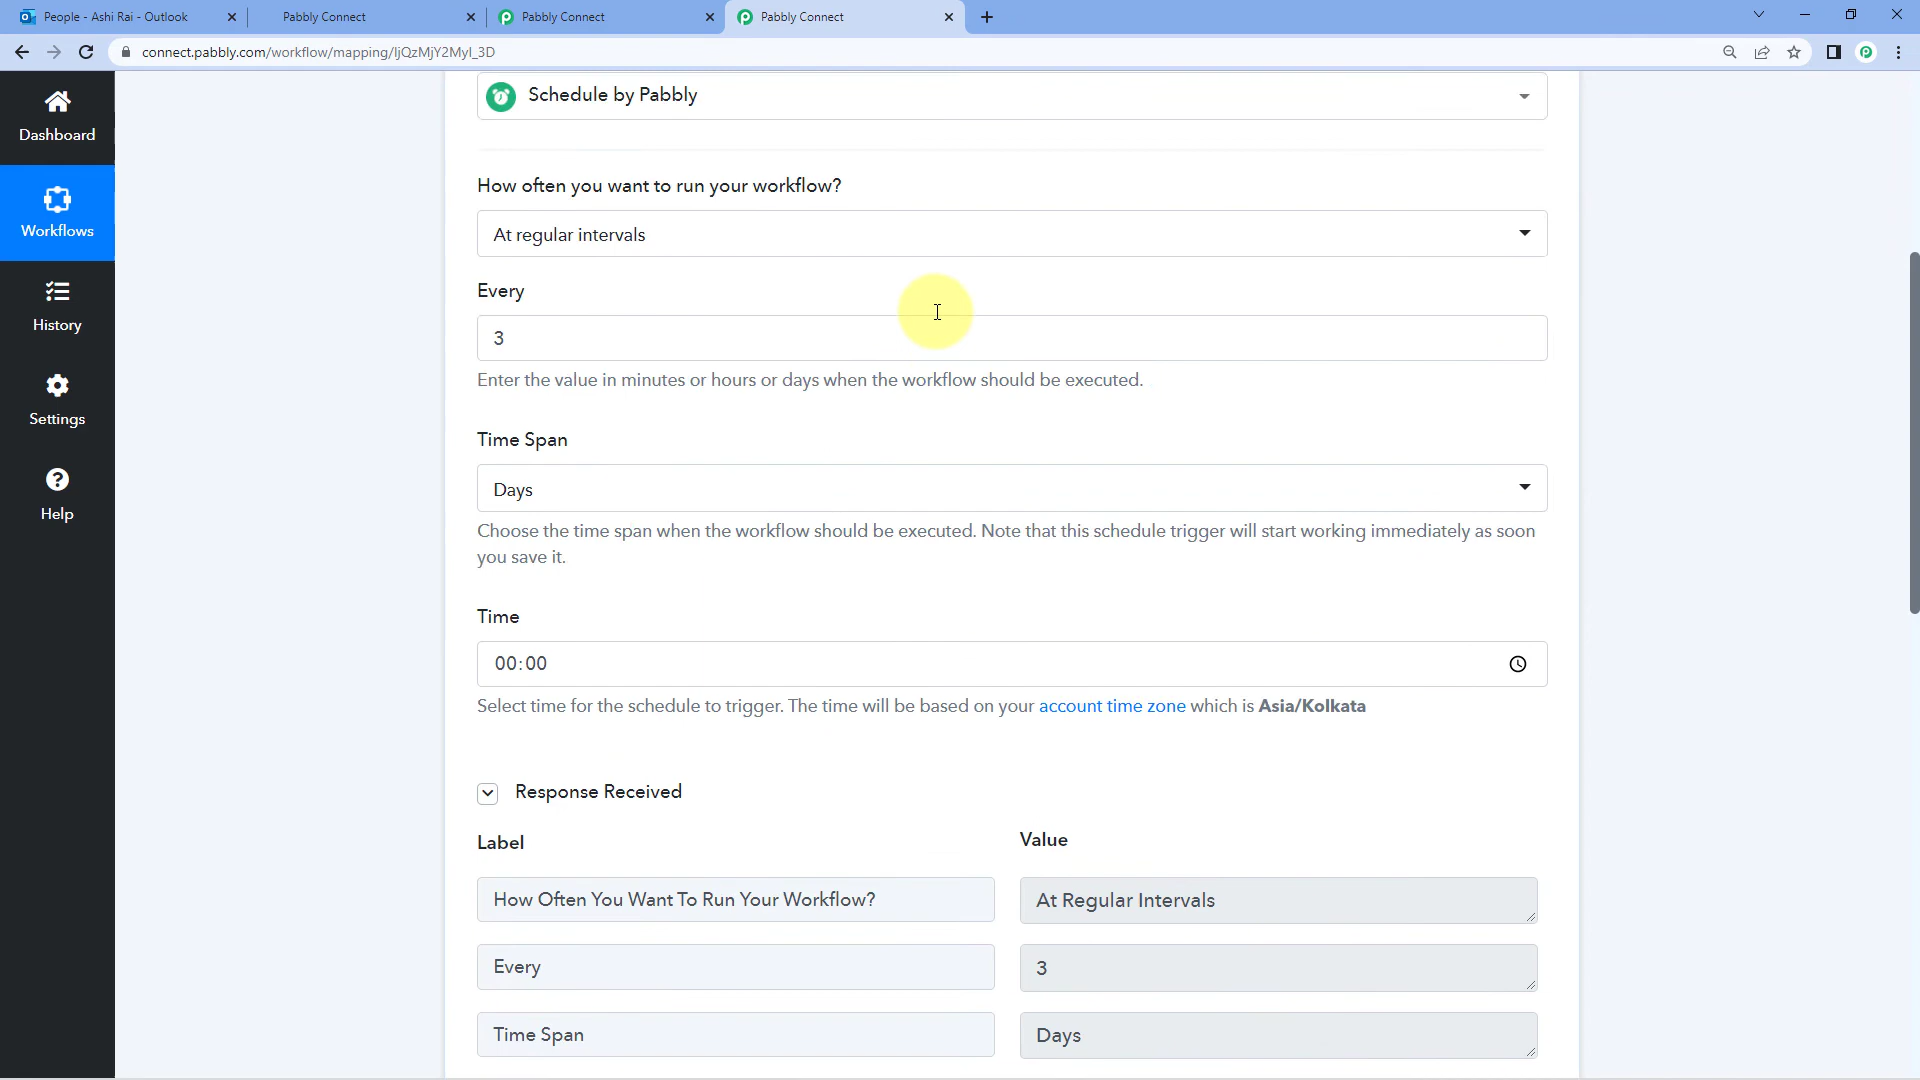 People - Ashi Rai - Outlook
Pabbly Connect
Pabbly Connect
Pabbly Connect
connect.pabbly.com/workflow/mapping/IjQzMjY2MyI_3D
Dashboard
Workflows
History
Settings
Help
Schedule by Pabbly
How often you want to run your workflow?
At regular intervals
Every
3
Enter the value in minutes or hours or days when the workflow should be executed.
Time Span
Days
Choose the time span when the workflow should be executed. Note that this schedule trigger will start working immediately as soon
you save it.
Time
00:00
Select time for the schedule to trigger. The time will be based on your account time zone which is Asia/Kolkata
Response Received
Label
Value
How Often You Want To Run Your Workflow?
At Regular Intervals
Every
3
Time Span
Days